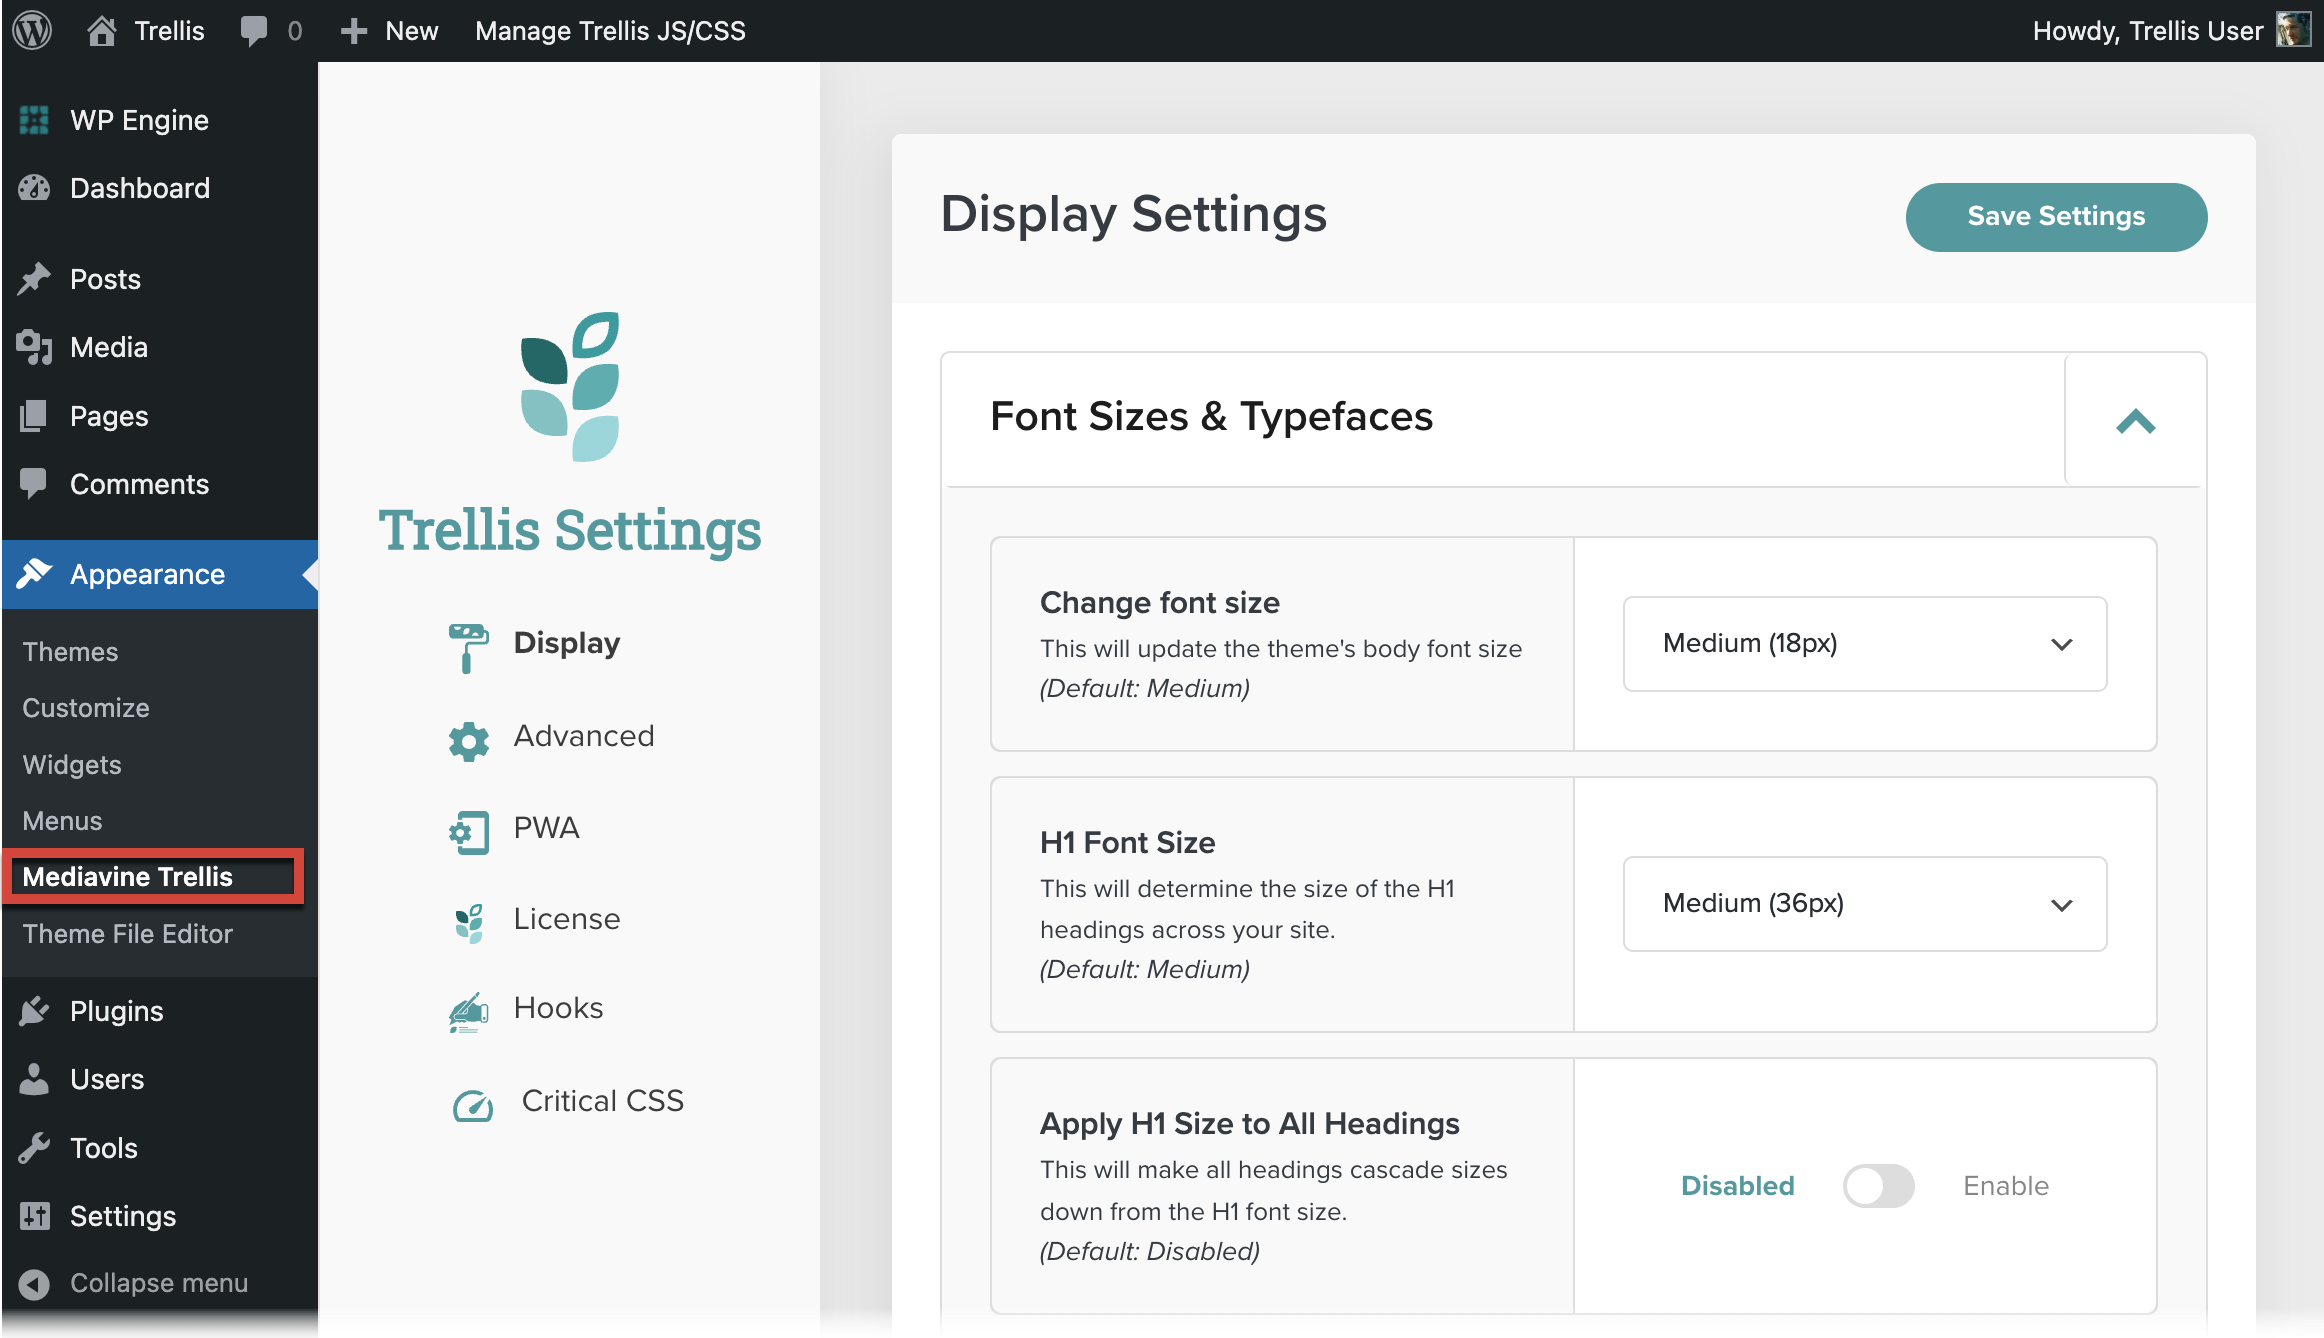 Trellis
0
New
Manage Trellis JS/CSS
Howdy, Trellis User
WP Engine
Dashboard
Posts
Media
Pages
Comments
Appearance
Themes
Customize
Widgets
Menus
Mediavine Trellis
Theme File Editor
Plugins
Users
Tools
Settings
Collapse menu
Trellis Settings
Display
Advanced
PWA
License
Hooks
Critical CSS
Display Settings
Save Settings
Font Sizes & Typefaces
Change font size
This will update the theme's body font size
(Default: Medium)
Medium (18px)
H1 Font Size
This will determine the size of the H1
headings across your site.
(Default: Medium)
Medium (36px)
Apply H1 Size to All Headings
This will make all headings cascade sizes
down from the H1 font size.
(Default: Disabled)
Disabled
Enable